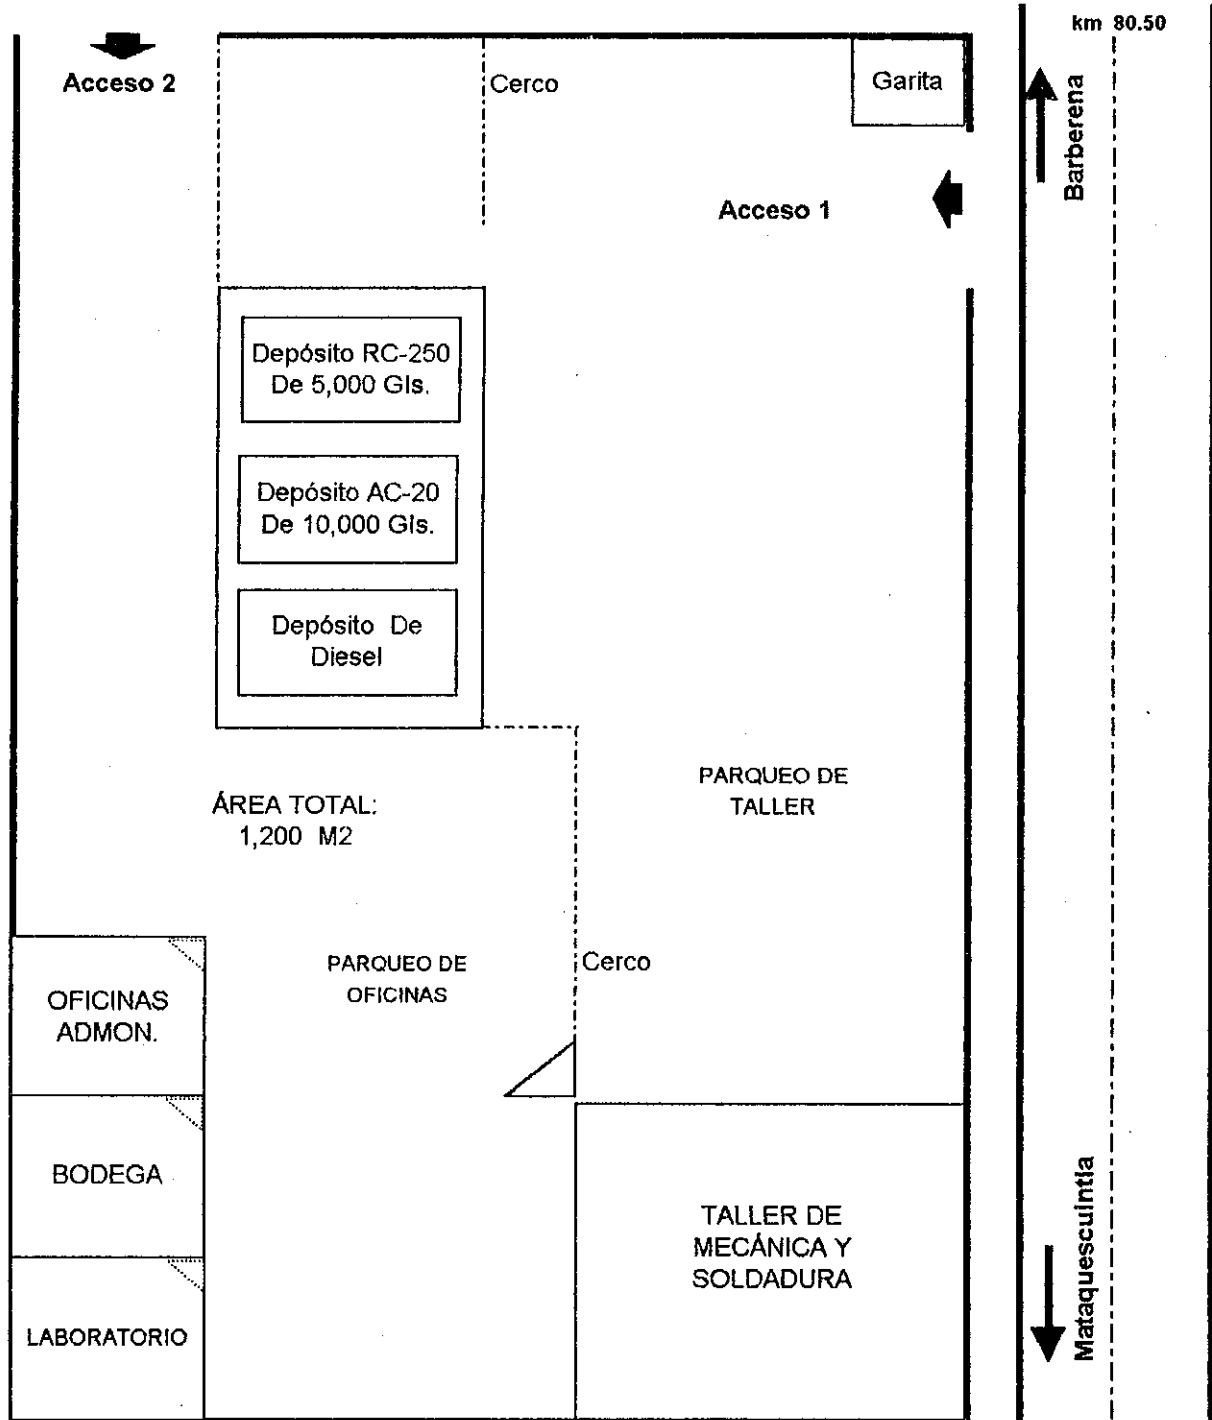 km 80.50
Acceso 2
Cerco
Garita
Barberena
Acceso 1
Depósito RC-250
De 5,000 Gls.
Depósito AC-20
De 10,000 Gls.
Depósito De
Diesel
PARQUEO DE
TALLER
ÁREA TOTAL:
1,200 M2
PARQUEO DE
OFICINAS
Cerco
OFICINAS
ADMON.
BODEGA
TALLER DE
MECÁNICA Y
SOLDADURA
LABORATORIO
Mataquescuintla